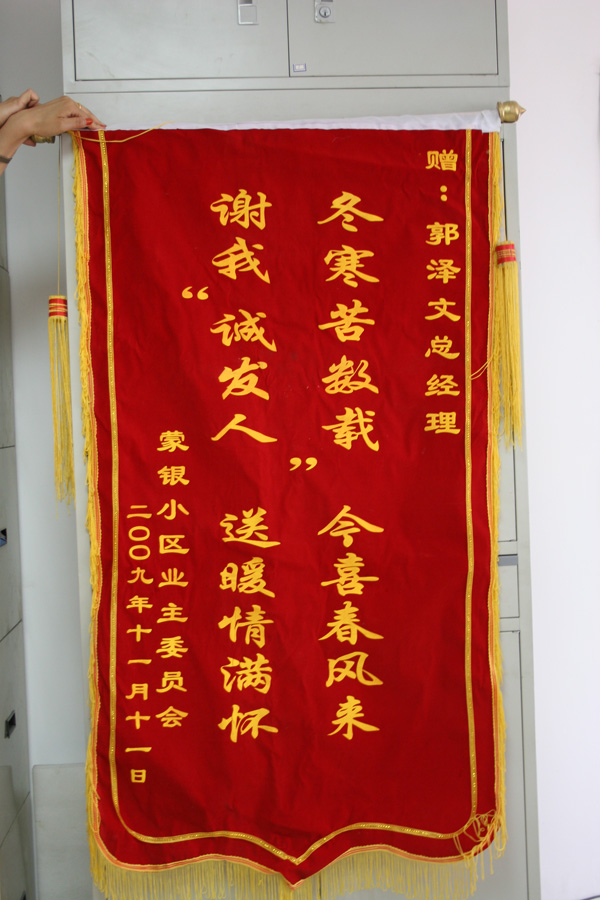 赠：郭泽文总经理
冬寒苦数载 今喜春风来
谢我“诚发人” 送暖情满怀
蒙银小区业主委员会
二〇〇九年十一月十一日